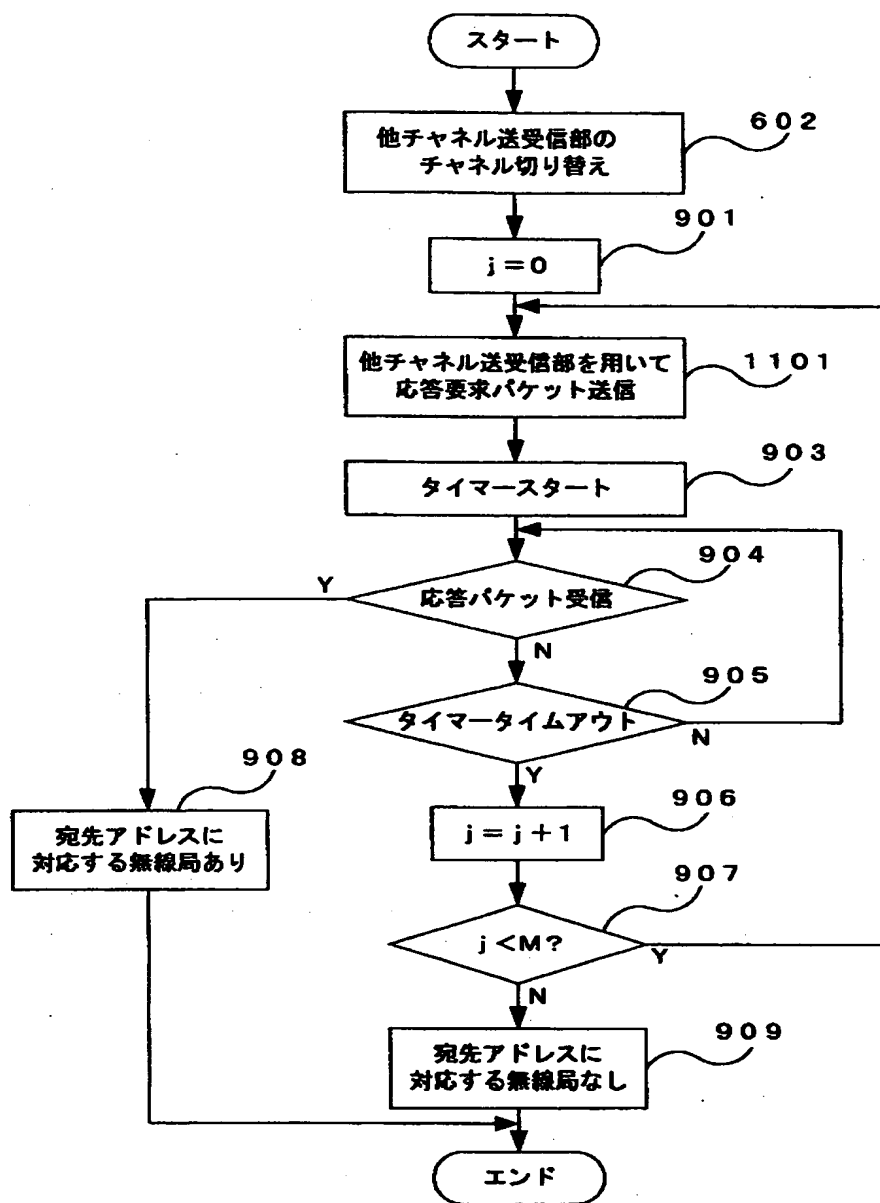 スタート
他チャネル送受信部の
チャネル切り替え
602
901
j=0
他チャネル送受信部を用いて
応答要求パケット送信
1101
903
タイマースタート
904
Y
応答パケット受信
N
905
タイマータイムアウト
N
Y
908
宛先アドレスに
対応する無線局あり
906
j=j+1
907
j<M?
Y
N
909
宛先アドレスに
対応する無線局なし
エンド